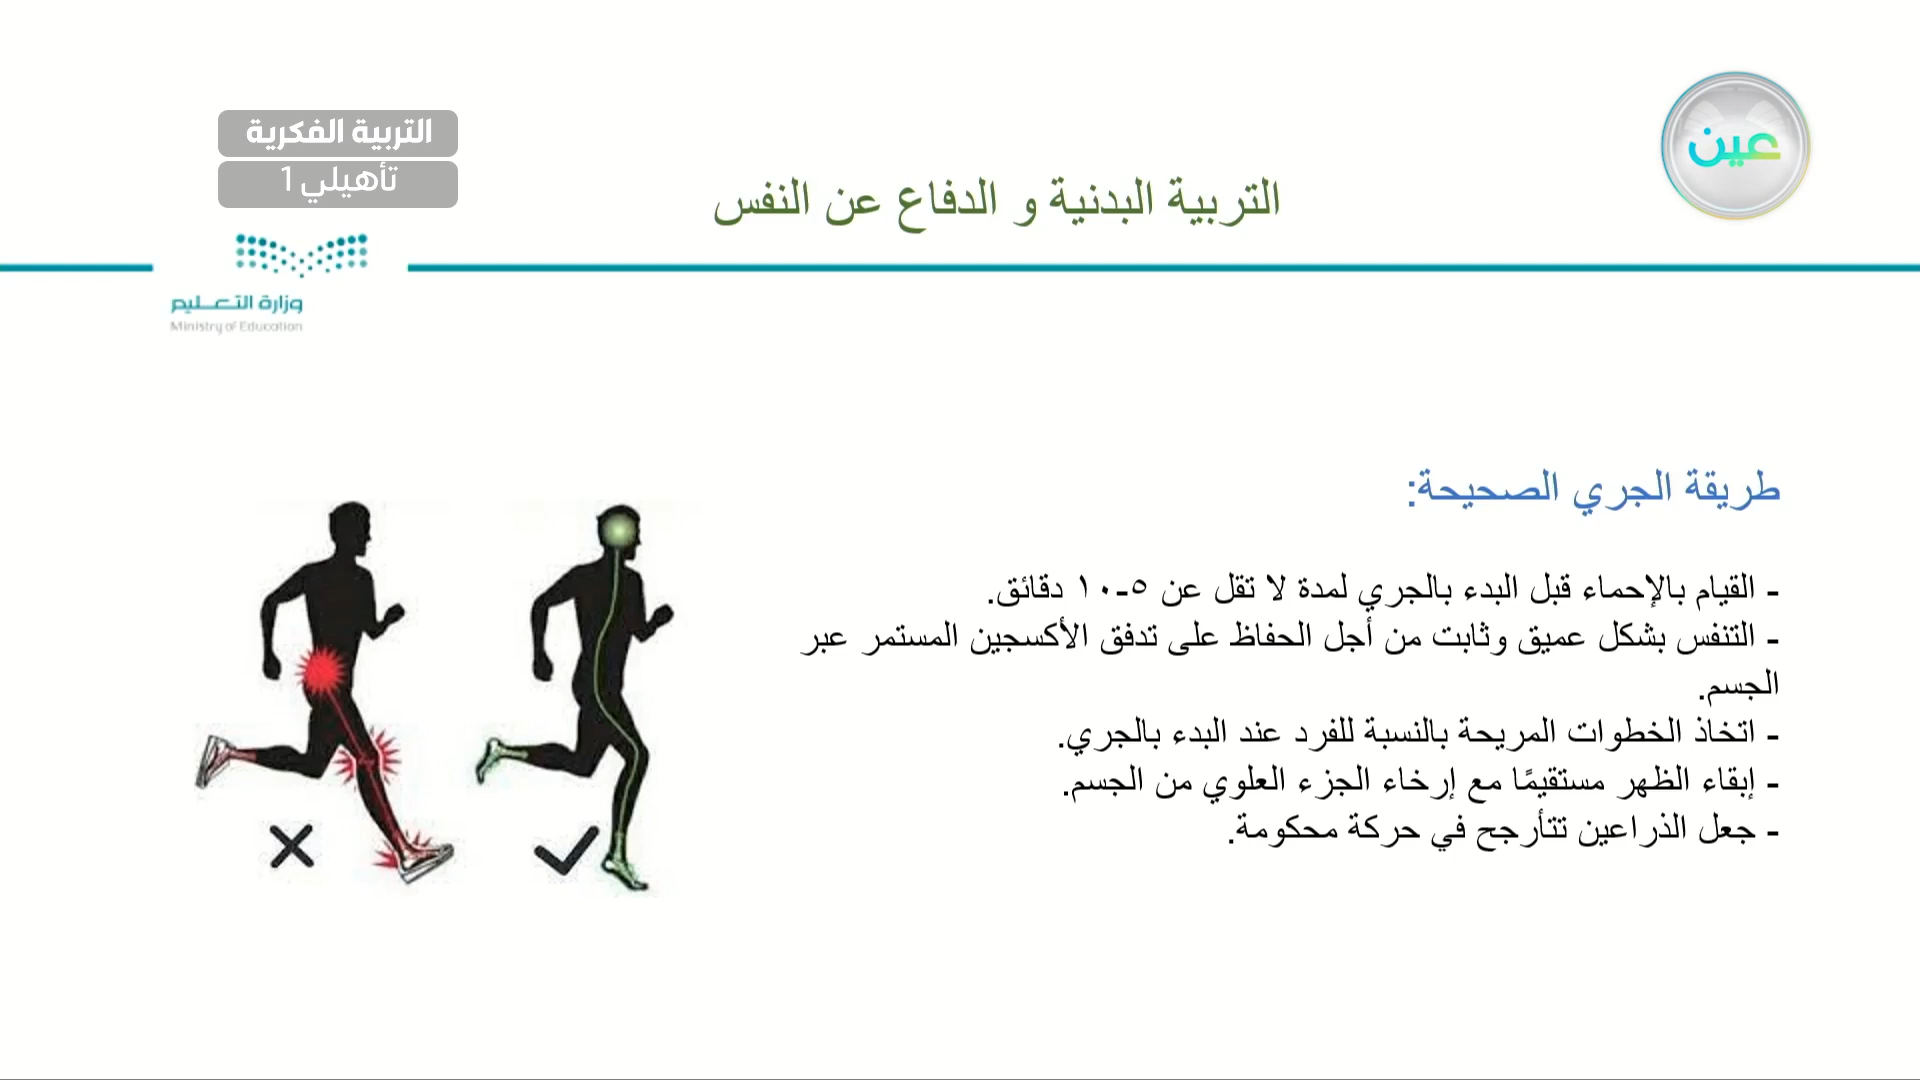 التربية الفكرية
تأهيلي 1
عين
التربية البدنية و الدفاع عن النفس
وزارة التعليم
Ministry of Education
طريقة الجري الصحيحة:
- القيام بالإحماء قبل البدء بالجري لمدة لا تقل عن ٥-١٠ دقائق.
- التنفس بشكل عميق وثابت من أجل الحفاظ على تدفق الأكسجين المستمر عبر
الجسم.
- اتخاذ الخطوات المريحة بالنسبة للفرد عند البدء بالجري.
- إبقاء الظهر مستقيمًا مع إرخاء الجزء العلوي من الجسم.
- جعل الذراعين تتأرجح في حركة محكومة.